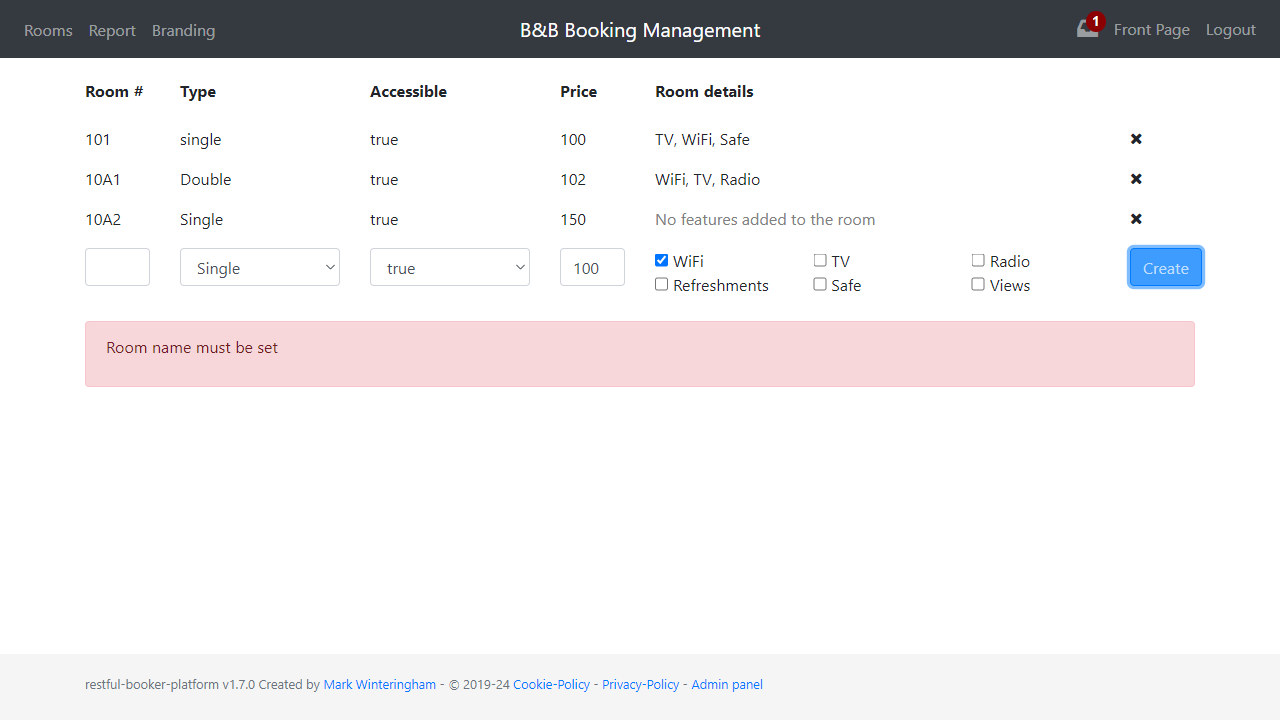 Rooms Report Branding B&B Booking Management 1 Front Page Logout
Room # Type Accessible Price Room details
101 single true 100 TV, WiFi, Safe
10A1 Double true 102 WiFi, TV, Radio
10A2 Single true 150 No features added to the room
Single true 100 WiFi TV Radio Create
Refreshments Safe Views
Room name must be set
restful-booker-platform v1.7.0 Created by Mark Winteringham - © 2019-24 Cookie-Policy - Privacy-Policy - Admin panel